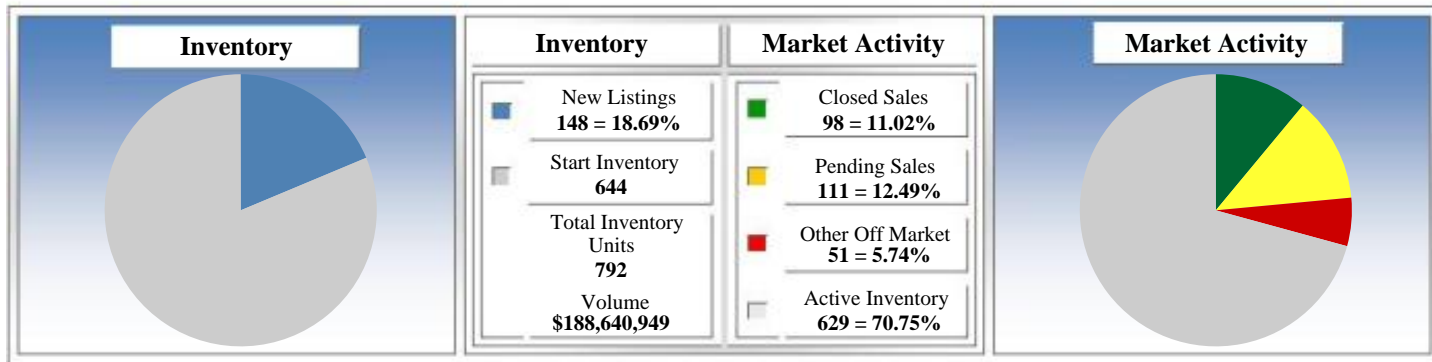 Inventory
Inventory
New Listings
148 = 18.69%
Start Inventory
644
Total Inventory
Units
792
Volume
$188,640,949
Market Activity
Closed Sales
98 = 11.02%
Pending Sales
111 = 12.49%
Other Off Market
51 = 5.74%
Active Inventory
629 = 70.75%
Market Activity